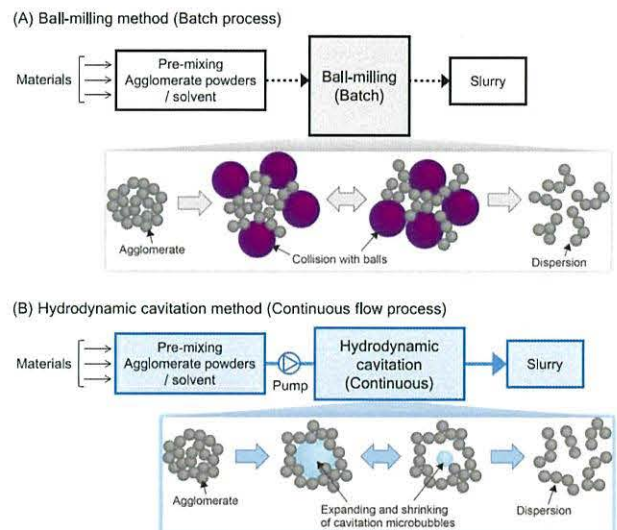 (A) Ball-milling method (Batch process)
Materials
Pre-mixing
Agglomerate powders
/ solvent
Ball-milling
(Batch)
Slurry
Agglomerate
Collision with balls
Dispersion
(B) Hydrodynamic cavitation method (Continuous flow process)
Materials
Pre-mixing
Agglomerate powders
/ solvent
Pump
Hydrodynamic
cavitation
(Continuous)
Slurry
Agglomerate
Expanding and shrinking
of cavitation microbubbles
Dispersion